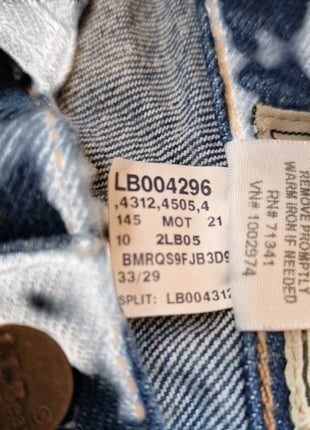 LB004296
,4312,4505,4
145 MOT 21
10 2LB05
BMRQS9FJB3D9
33/29
SPLIT: LB004312
REMOVE PROMPTLY
WARM IRON IF NEEDED
RN# 71341
VN# 1002974